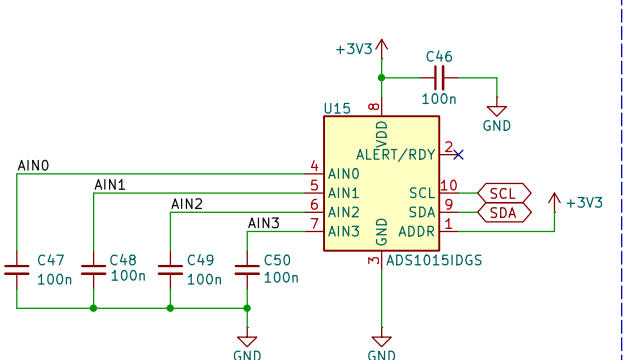 +3V3
C46
100n
GND
U15
8
VDD
ALERT/RDY
2
AIN0
4
AIN0
AIN1
5
AIN1
SCL
10
SCL
AIN2
6
AIN2
SDA
9
SDA
+3V3
AIN3
7
AIN3
GND
ADDR
1
3
ADS1015IDGS
C47
100n
C48
100n
C49
100n
C50
100n
GND
GND